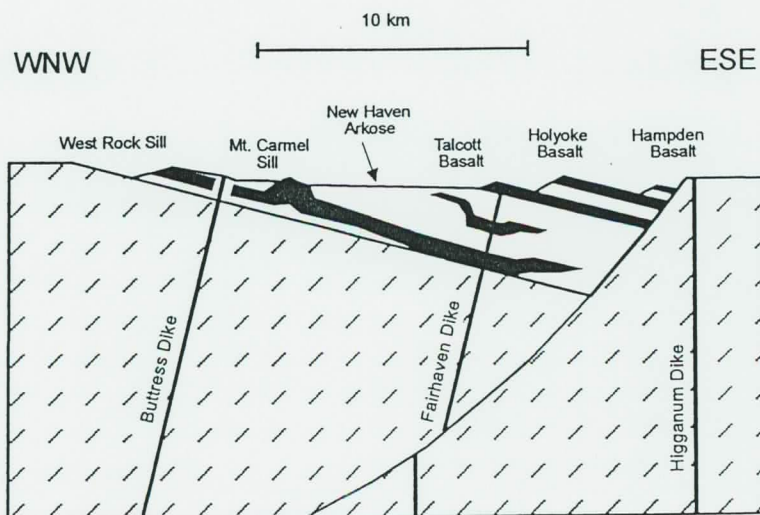 10 km
WNW
ESE
New Haven
Arkose
West Rock Sill
Mt. Carmel
Sill
Talcott
Basalt
Holyoke
Basalt
Hampden
Basalt
Buttress Dike
Fairhaven Dike
Higganum Dike